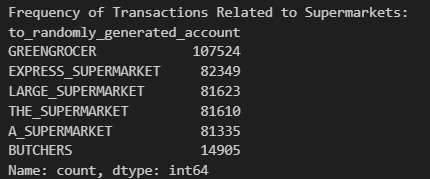 Frequency of Transactions Related to Supermarkets:
to_randomly_generated_account
GREENGROCER 107524
EXPRESS_SUPERMARKET 82349
LARGE_SUPERMARKET 81623
THE_SUPERMARKET 81610
A_SUPERMARKET 81335
BUTCHERS 14905
Name: count, dtype: int64